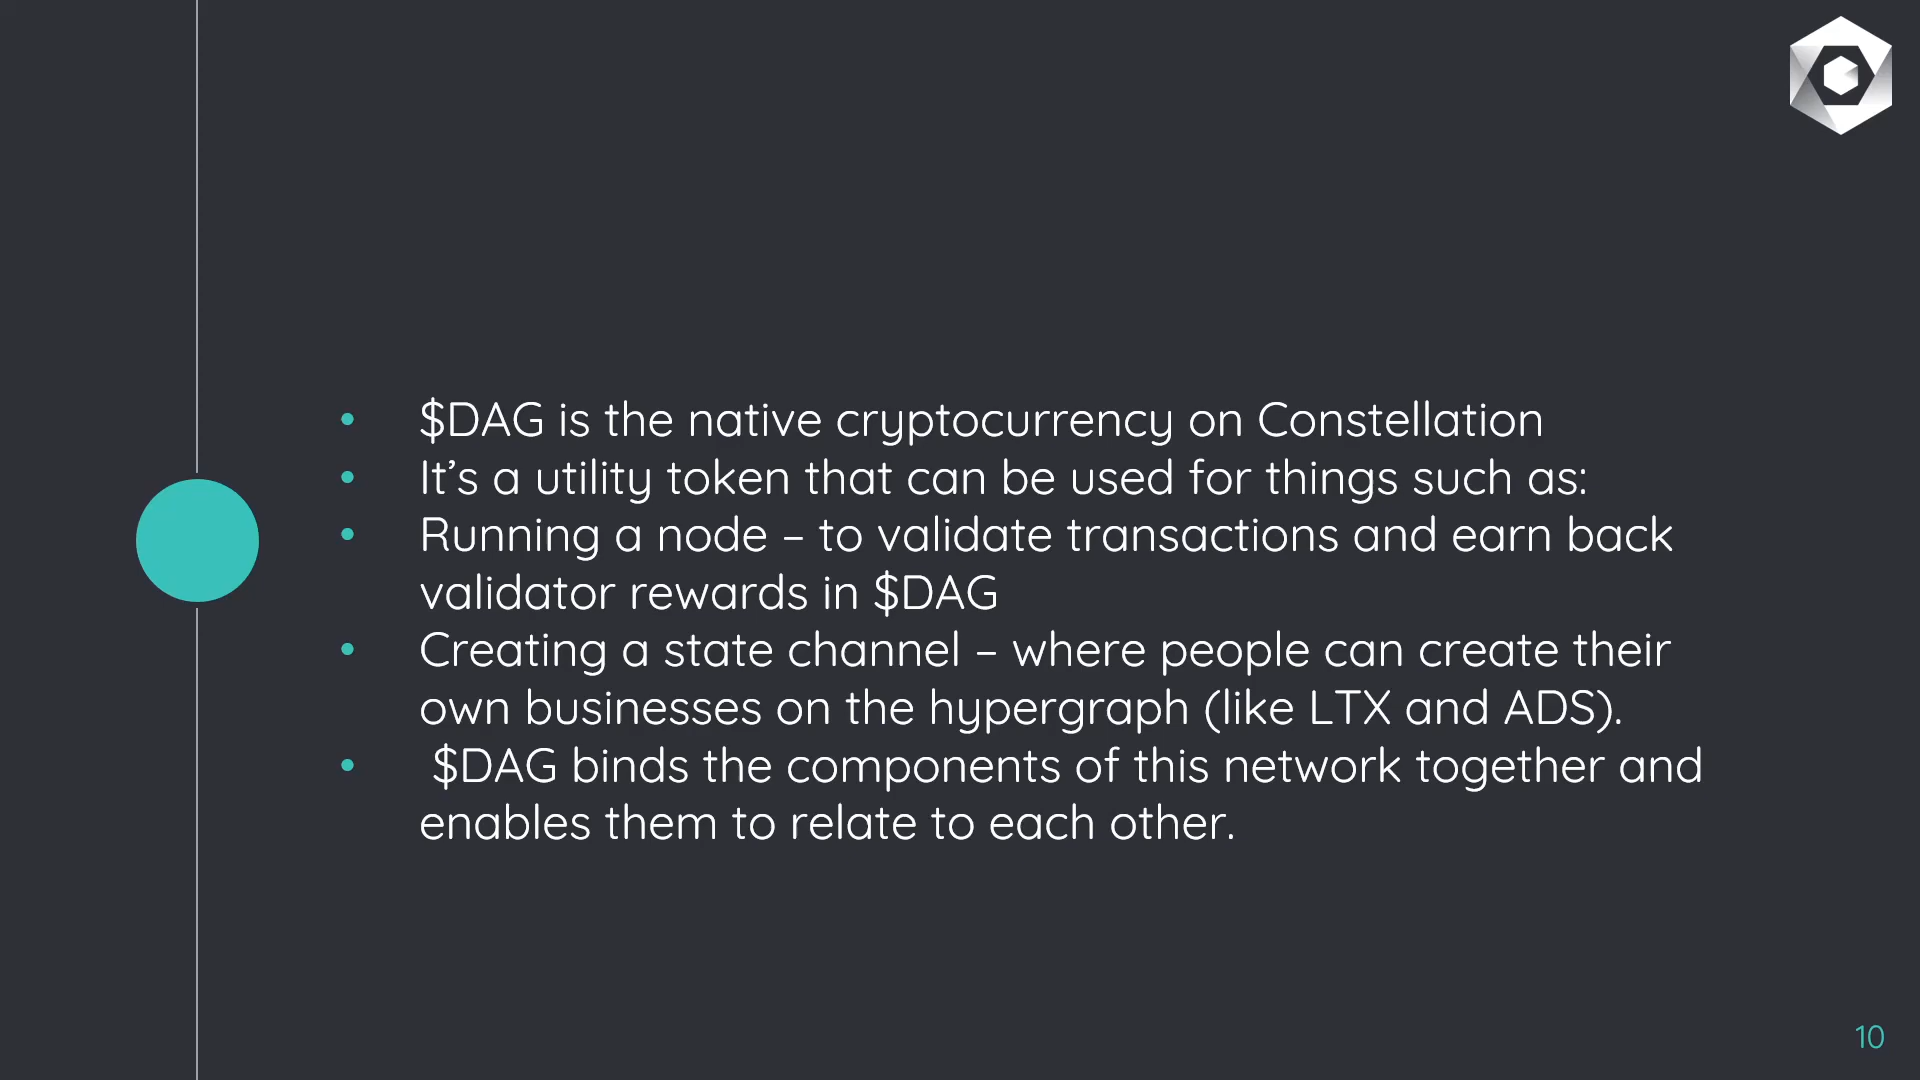 • $DAG is the native cryptocurrency on Constellation
• It’s a utility token that can be used for things such as:
• Running a node – to validate transactions and earn back
validator rewards in $DAG
• Creating a state channel – where people can create their
own businesses on the hypergraph (like LTX and ADS).
• $DAG binds the components of this network together and
enables them to relate to each other.
10